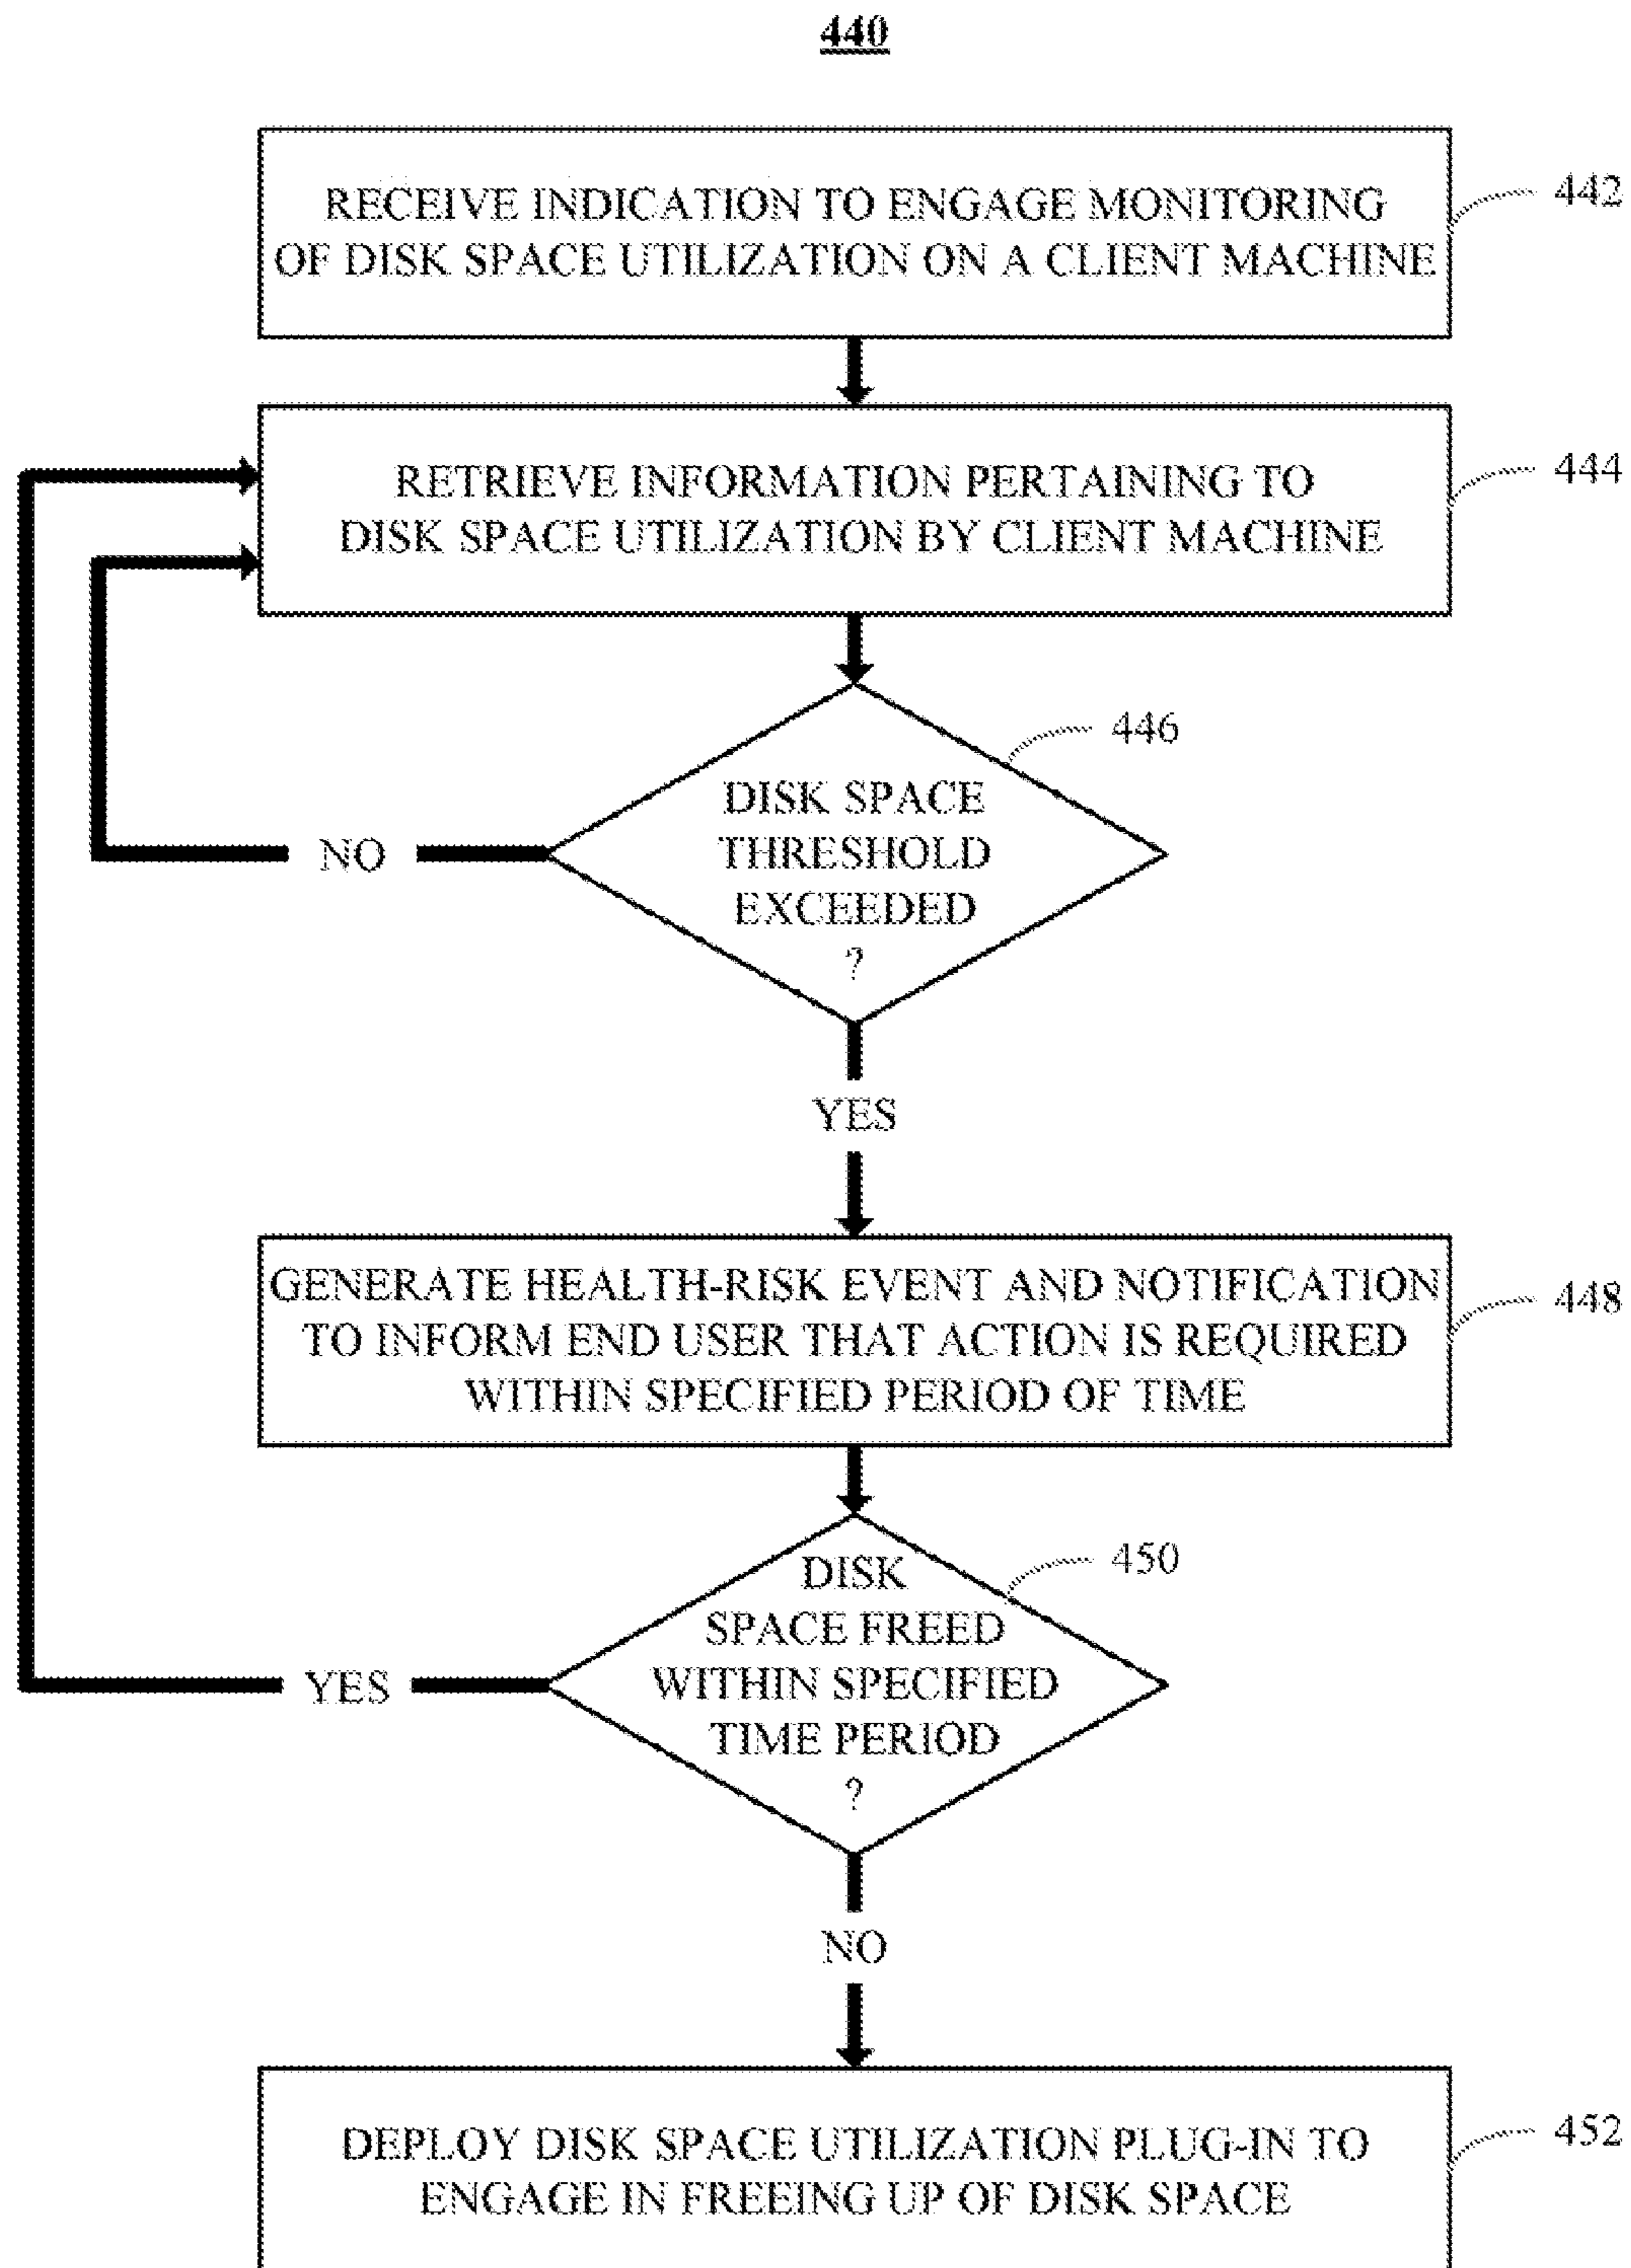 440
RECEIVE INDICATION TO ENGAGE MONITORING
OF DISK SPACE UTILIZATION ON A CLIENT MACHINE
442
RETRIEVE INFORMATION PERTAINING TO
DISK SPACE UTILIZATION BY CLIENT MACHINE
444
446
DISK SPACE
THRESHOLD
EXCEEDED
?
NO
YES
GENERATE HEALTH-RISK EVENT AND NOTIFICATION
TO INFORM END USER THAT ACTION IS REQUIRED
WITHIN SPECIFIED PERIOD OF TIME
448
450
DISK
SPACE FREED
WITHIN SPECIFIED
TIME PERIOD
?
YES
NO
DEPLOY DISK SPACE UTILIZATION PLUG-IN TO
ENGAGE IN FREEING UP OF DISK SPACE
452